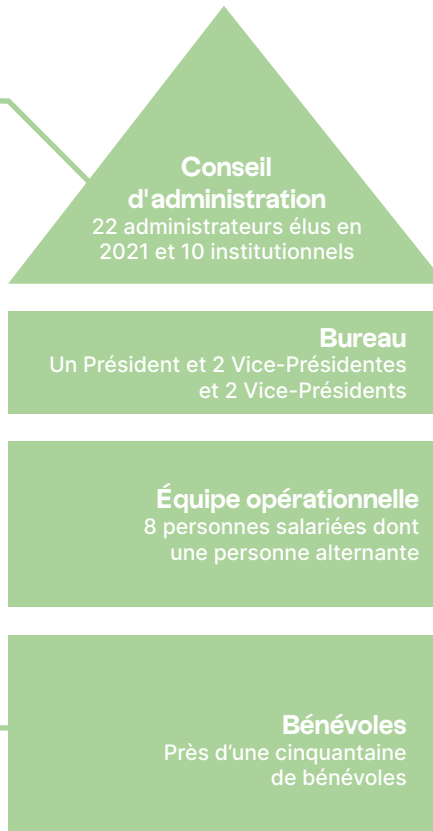 Conseil
d'administration
22 administrateurs élus en
2021 et 10 institutionnels
Bureau
Un Président et 2 Vice-Présidentes
et 2 Vice-Présidents
Équipe opérationnelle
8 personnes salariées dont
une personne alternante
Bénévoles
Près d’une cinquantaine
de bénévoles